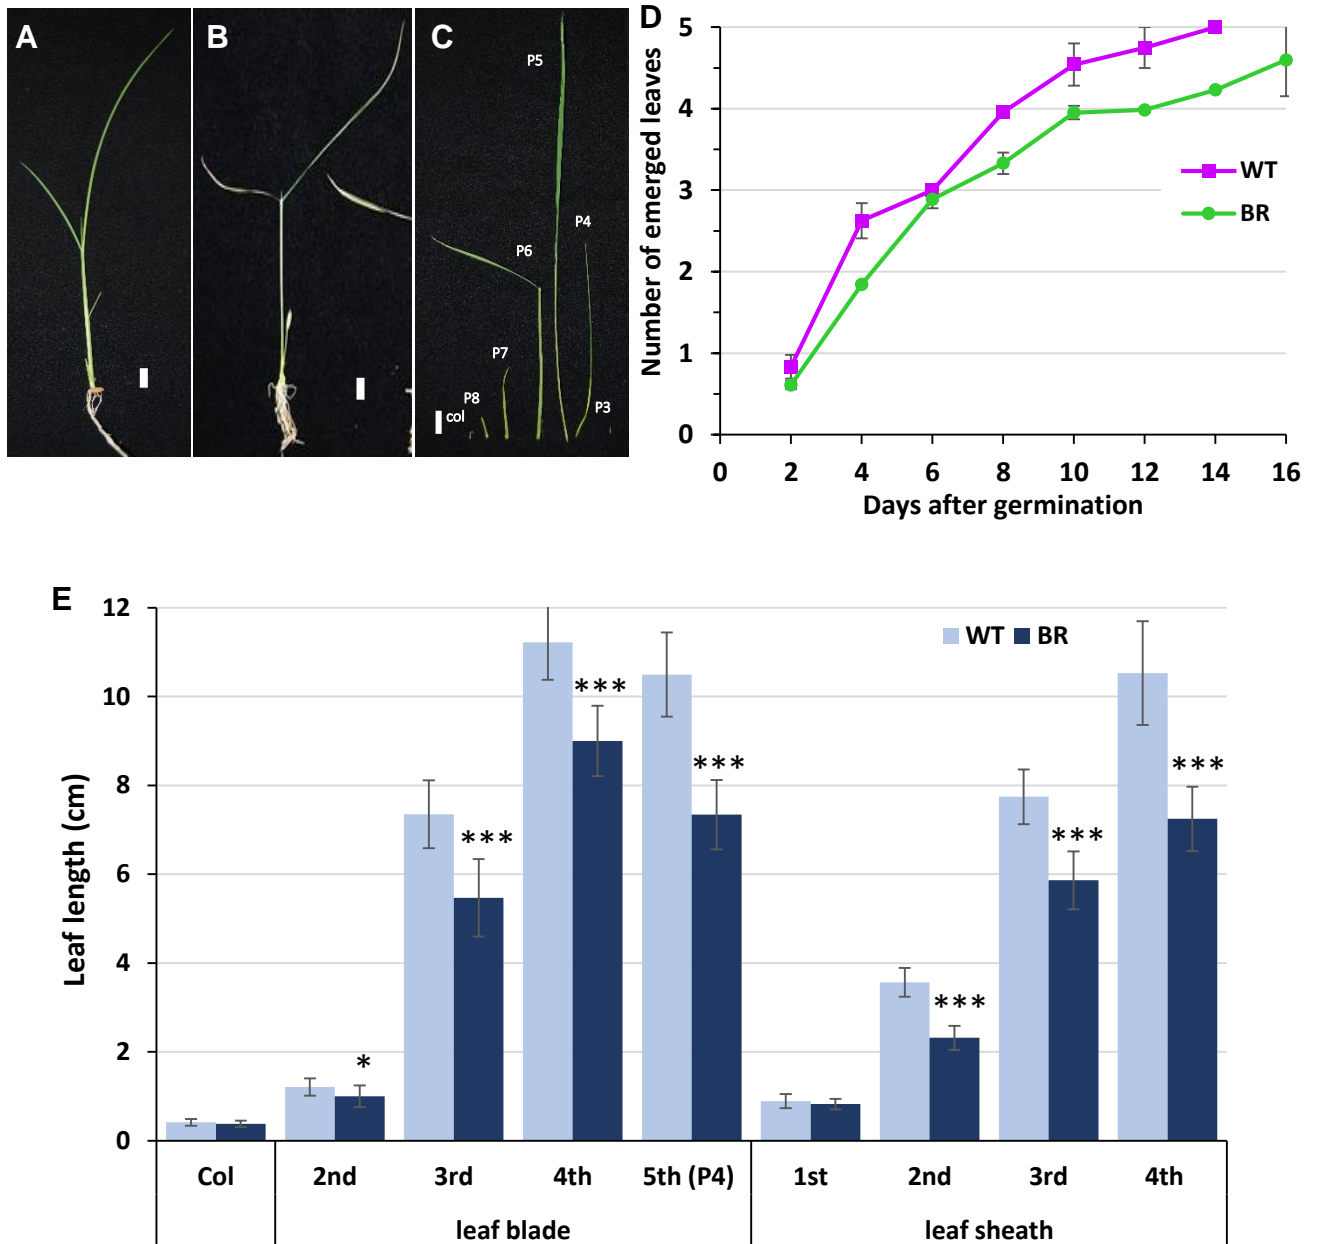 A
B
C
P5
P4
P6
P7
P8
col
P3
D
Number of emerged leaves
5
4
3
2
1
0
0 2 4 6 8 10 12 14 16
Days after germination
WT
BR
E
Leaf length (cm)
12
10
8
6
4
2
0
WT BR
*
***
***
***
***
***
***
Col 2nd 3rd 4th 5th (P4) 1st 2nd 3rd 4th
leaf blade leaf sheath